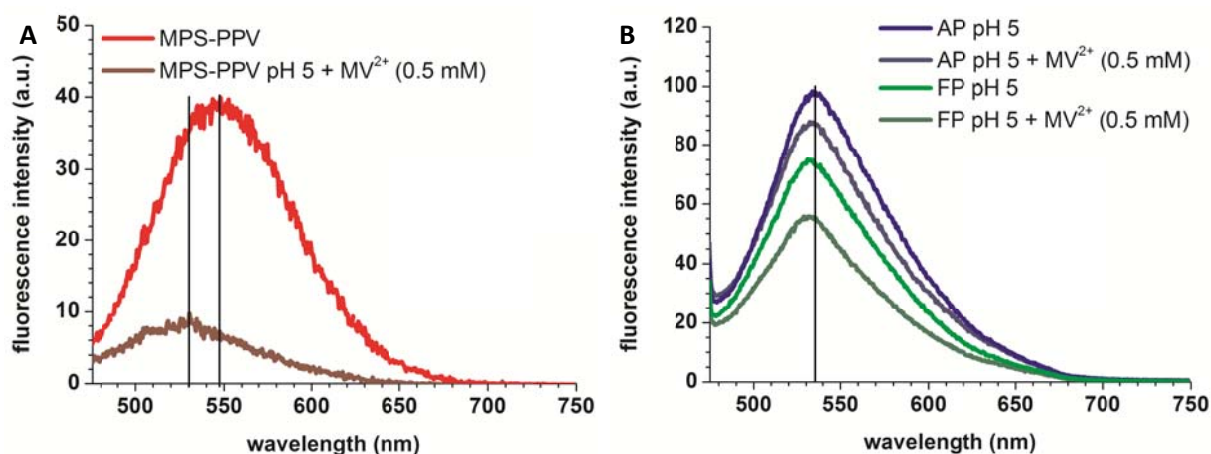 A
MPS-PPV
MPS-PPV pH 5 + MV²⁺ (0.5 mM)
fluorescence intensity (a.u.)
50
40
30
20
10
0
500 550 600 650 700 750
wavelength (nm)
B
AP pH 5
AP pH 5 + MV²⁺ (0.5 mM)
FP pH 5
FP pH 5 + MV²⁺ (0.5 mM)
fluorescence intensity (a.u.)
120
100
80
60
40
20
0
500 550 600 650 700 750
wavelength (nm)